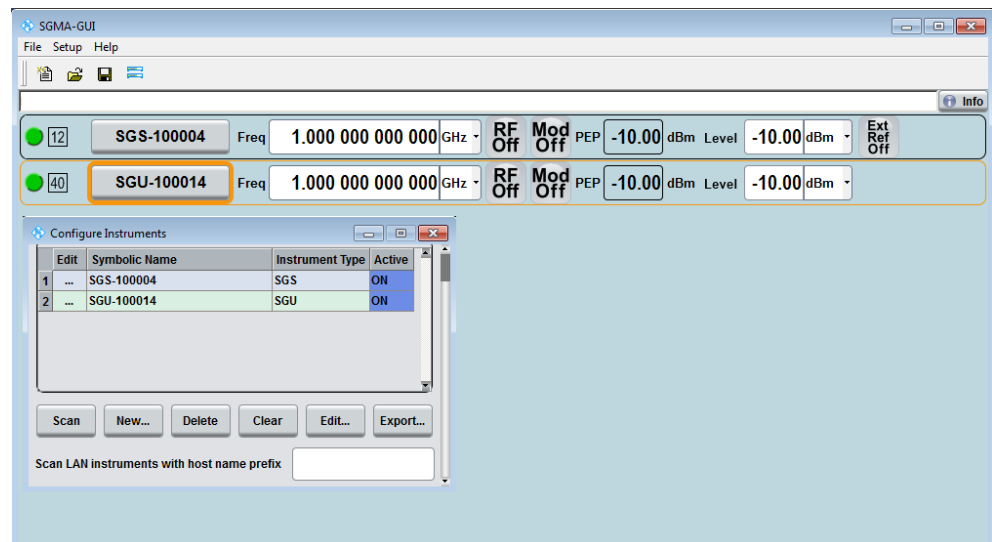 SGMA-GUI
File Setup Help
Info
12 SGS-100004 Freq 1.000 000 000 000 GHz RF Off Mod Off PEP -10.00 dBm Level -10.00 dBm Ext Ref Off
40 SGU-100014 Freq 1.000 000 000 000 GHz RF Off Mod Off PEP -10.00 dBm Level -10.00 dBm
Configure Instruments
Edit Symbolic Name Instrument Type Active
1 ... SGS-100004 SGS ON
2 ... SGU-100014 SGU ON
Scan New... Delete Clear Edit... Export...
Scan LAN instruments with host name prefix